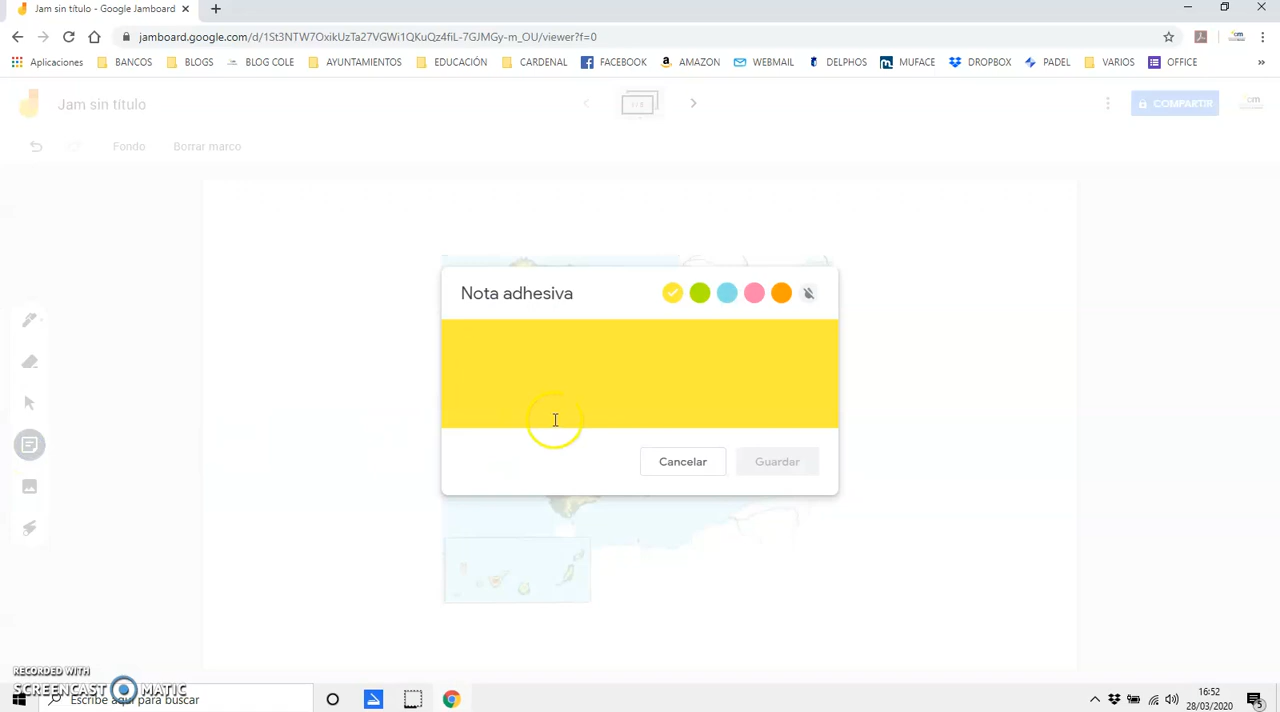 Jam sin título - Google Jamboard
jamboard.google.com/d/1St3NTW7OxikUzTa27VGWi1QKuQz4fiL-7GJMGy-m_OU/viewer?f=0
Aplicaciones BANCOS BLOGS BLOG COLE AYUNTAMIENTOS EDUCACIÓN CARDENAL FACEBOOK AMAZON WEBMAIL DELPHOS MUFACE DROPBOX PADEL VARIOS OFFICE »
Jam sin título
COMPARTIR
Fondo Borrar marco
Nota adhesiva
Cancelar Guardar
RECORDED WITH
SCREENCAST MATIC
Escribe aquí para buscar
16:52
28/03/2020
5